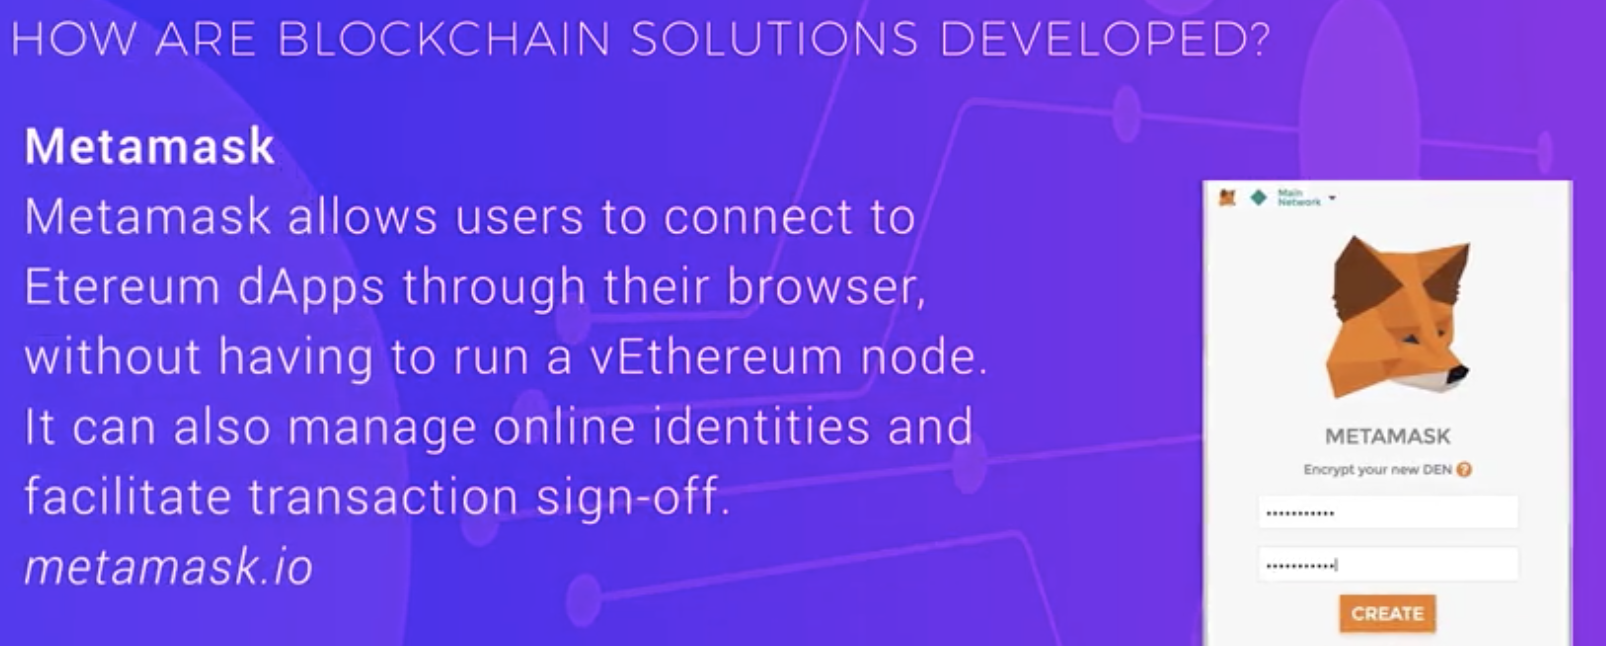 HOW ARE BLOCKCHAIN SOLUTIONS DEVELOPED?
Metamask
Metamask allows users to connect to
Etereum dApps through their browser,
without having to run a vEthereum node.
It can also manage online identities and
facilitate transaction sign-off.
metamask.io
Main
Network
METAMASK
Encrypt your new DEN ?
CREATE